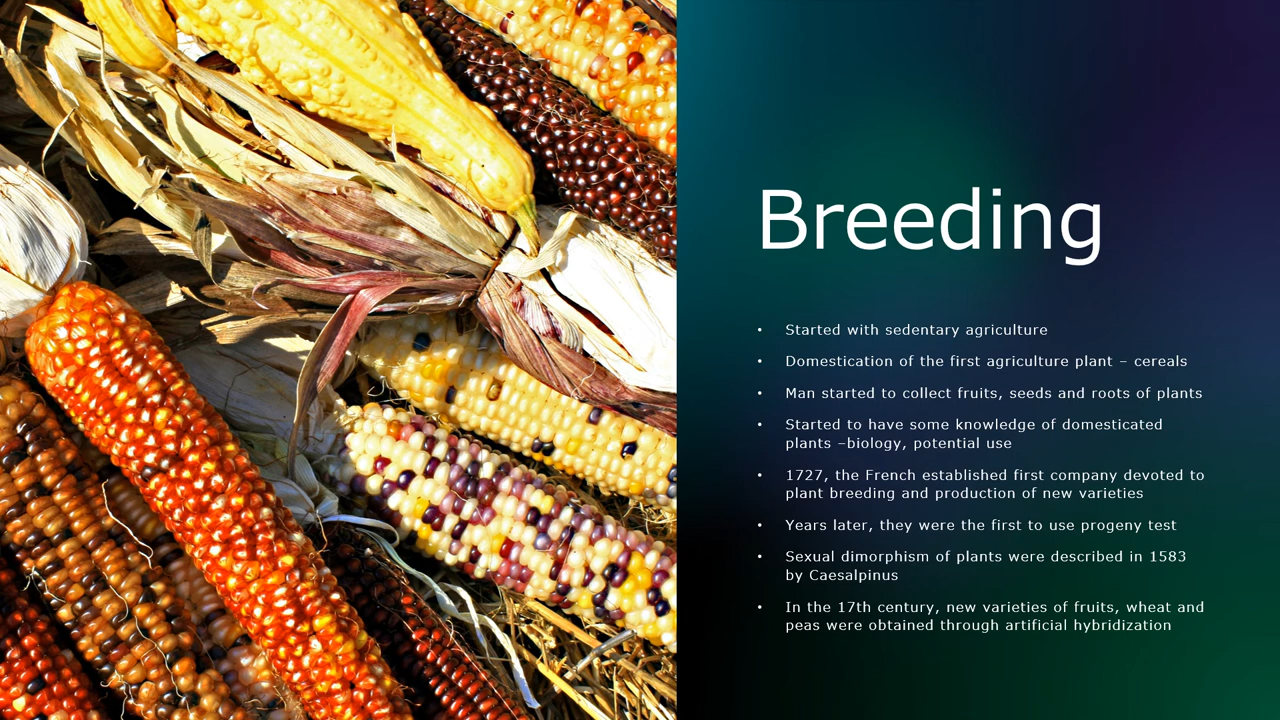 Breeding
• Started with sedentary agriculture
• Domestication of the first agriculture plant – cereals
• Man started to collect fruits, seeds and roots of plants
• Started to have some knowledge of domesticated
plants –biology, potential use
• 1727, the French established first company devoted to
plant breeding and production of new varieties
• Years later, they were the first to use progeny test
• Sexual dimorphism of plants were described in 1583
by Caesalpinus
• In the 17th century, new varieties of fruits, wheat and
peas were obtained through artificial hybridization